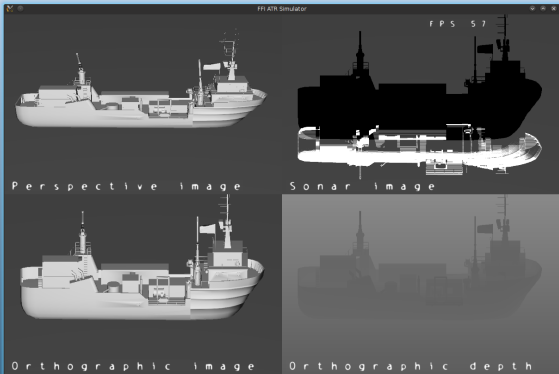 FFI ATR Simulator
FPS 57
Perspective image
Sonar image
Orthographic image
Orthographic depth